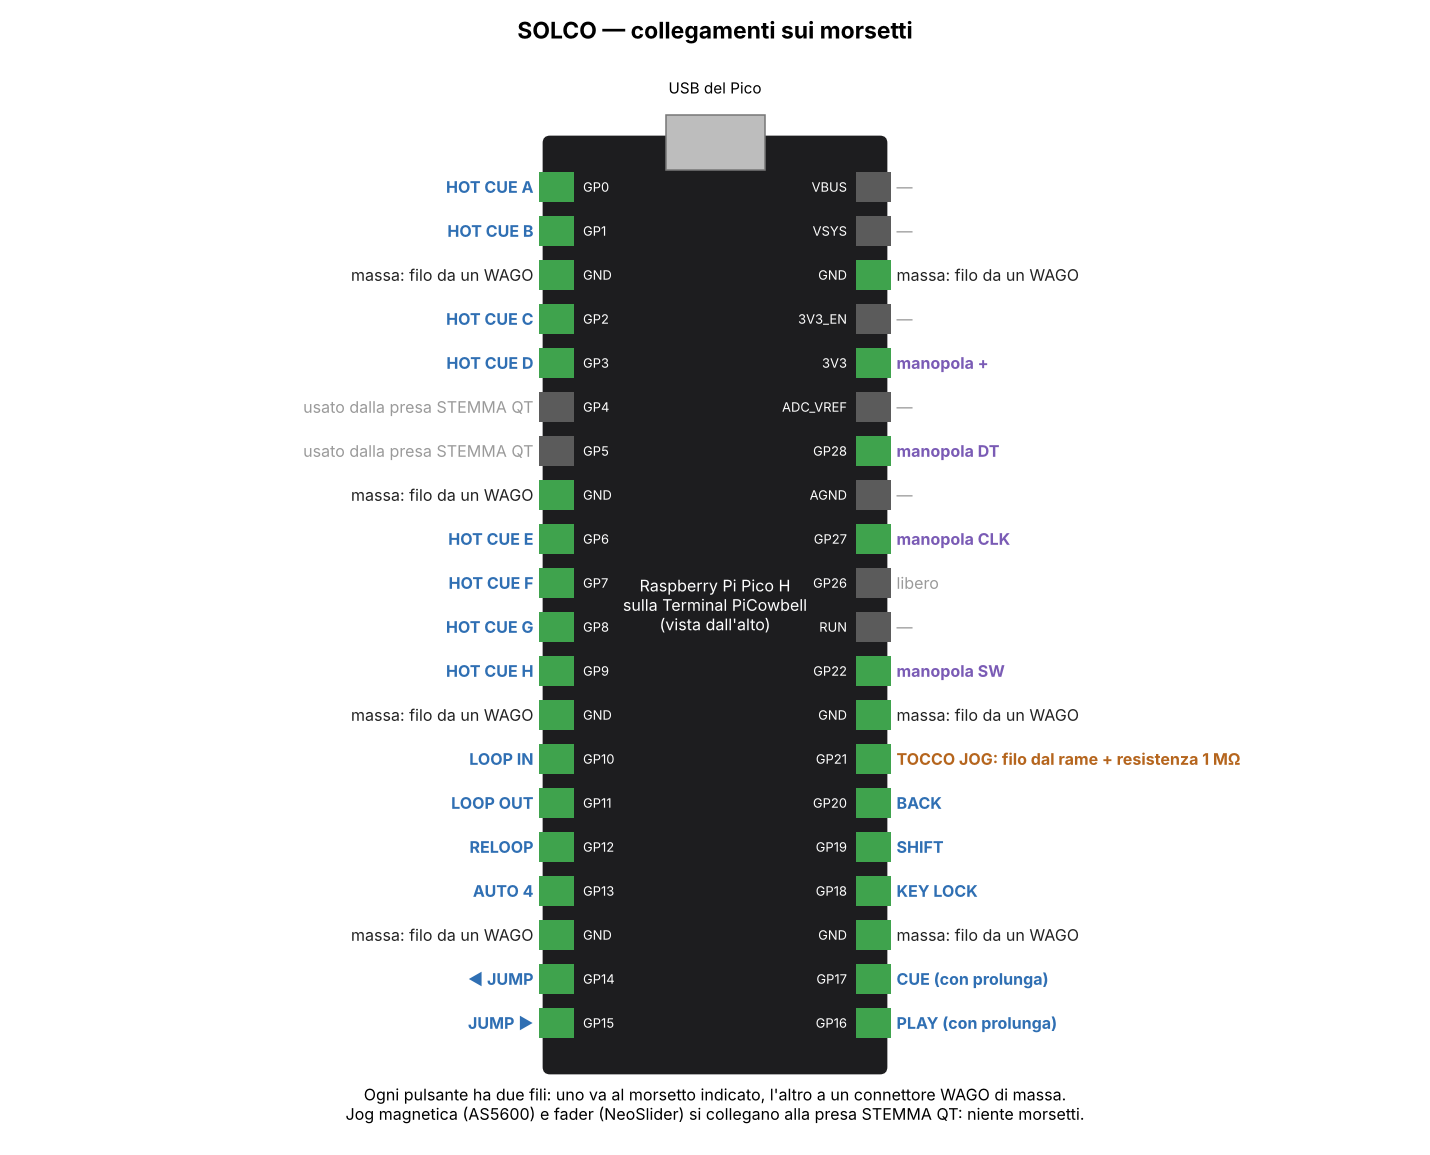 SOLCO — collegamenti sui morsetti
USB del Pico
HOT CUE A GP0 VBUS —
HOT CUE B GP1 VSYS —
massa: filo da un WAGO GND GND massa: filo da un WAGO
HOT CUE C GP2 3V3_EN —
HOT CUE D GP3 3V3 manopola +
usato dalla presa STEMMA QT GP4 ADC_VREF —
usato dalla presa STEMMA QT GP5 GP28 manopola DT
massa: filo da un WAGO GND AGND —
HOT CUE E GP6 GP27 manopola CLK
HOT CUE F GP7 GP26 libero
Raspberry Pi Pico H
sulla Terminal PiCowbell
(vista dall'alto)
HOT CUE G GP8 RUN —
HOT CUE H GP9 GP22 manopola SW
massa: filo da un WAGO GND GND massa: filo da un WAGO
LOOP IN GP10 GP21 TOCCO JOG: filo dal rame + resistenza 1 MΩ
LOOP OUT GP11 GP20 BACK
RELOOP GP12 GP19 SHIFT
AUTO 4 GP13 GP18 KEY LOCK
massa: filo da un WAGO GND GND massa: filo da un WAGO
◀ JUMP GP14 GP17 CUE (con prolunga)
JUMP ▶ GP15 GP16 PLAY (con prolunga)
Ogni pulsante ha due fili: uno va al morsetto indicato, l'altro a un connettore WAGO di massa.
Jog magnetica (AS5600) e fader (NeoSlider) si collegano alla presa STEMMA QT: niente morsetti.